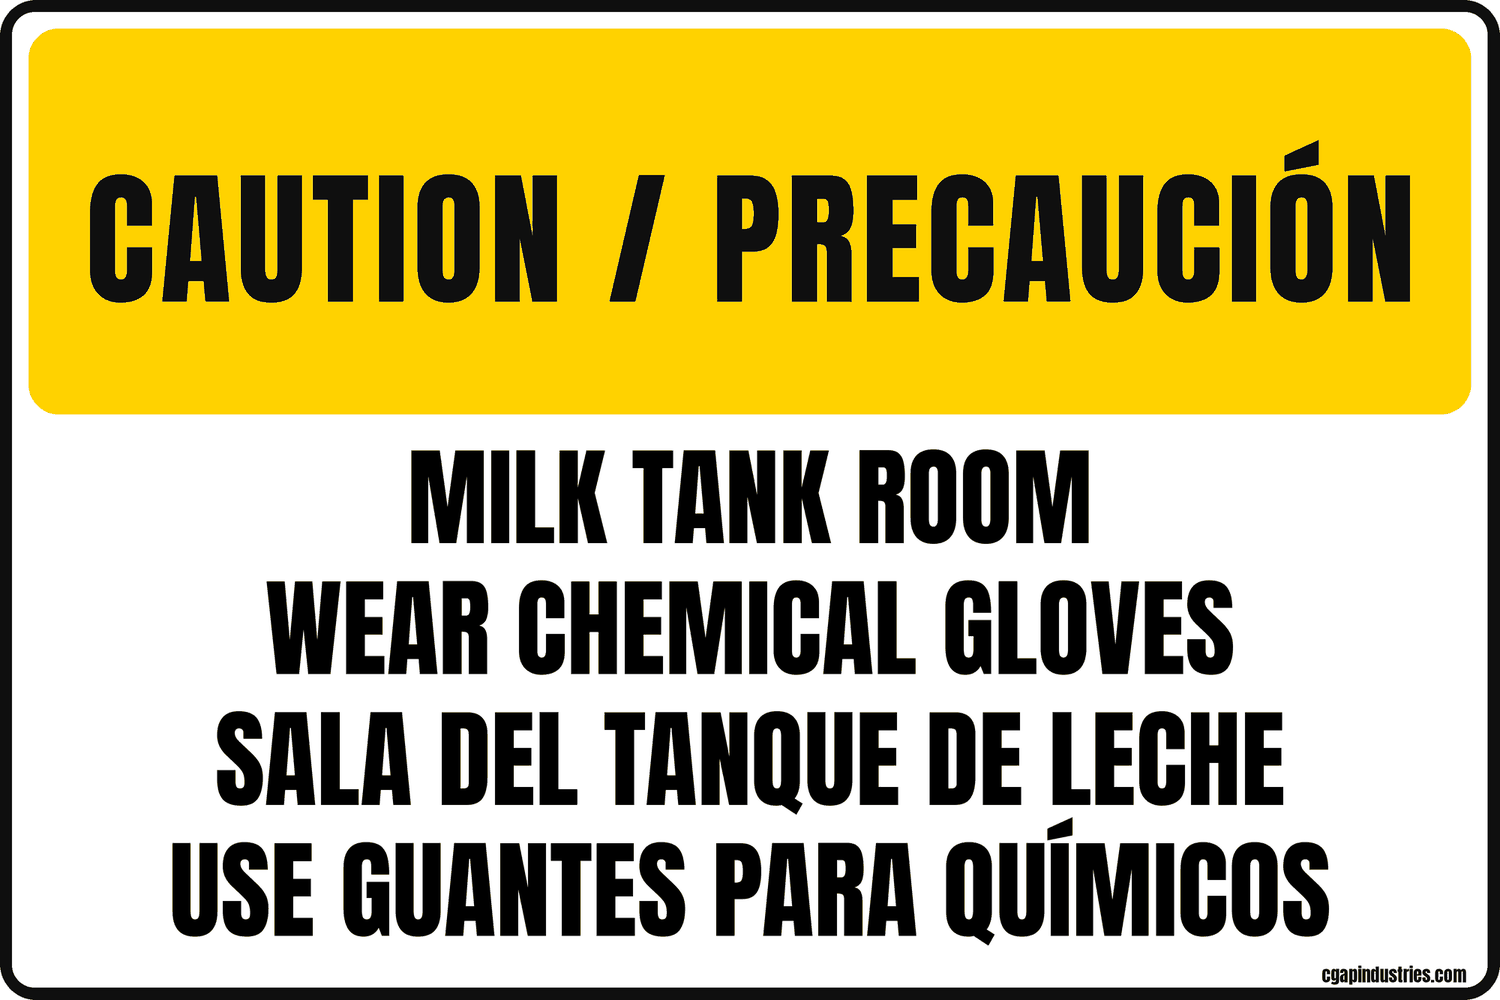 CAUTION / PRECAUCIÓN
MILK TANK ROOM
WEAR CHEMICAL GLOVES
SALA DEL TANQUE DE LECHE
USE GUANTES PARA QUÍMICOS
cgapindustries.com